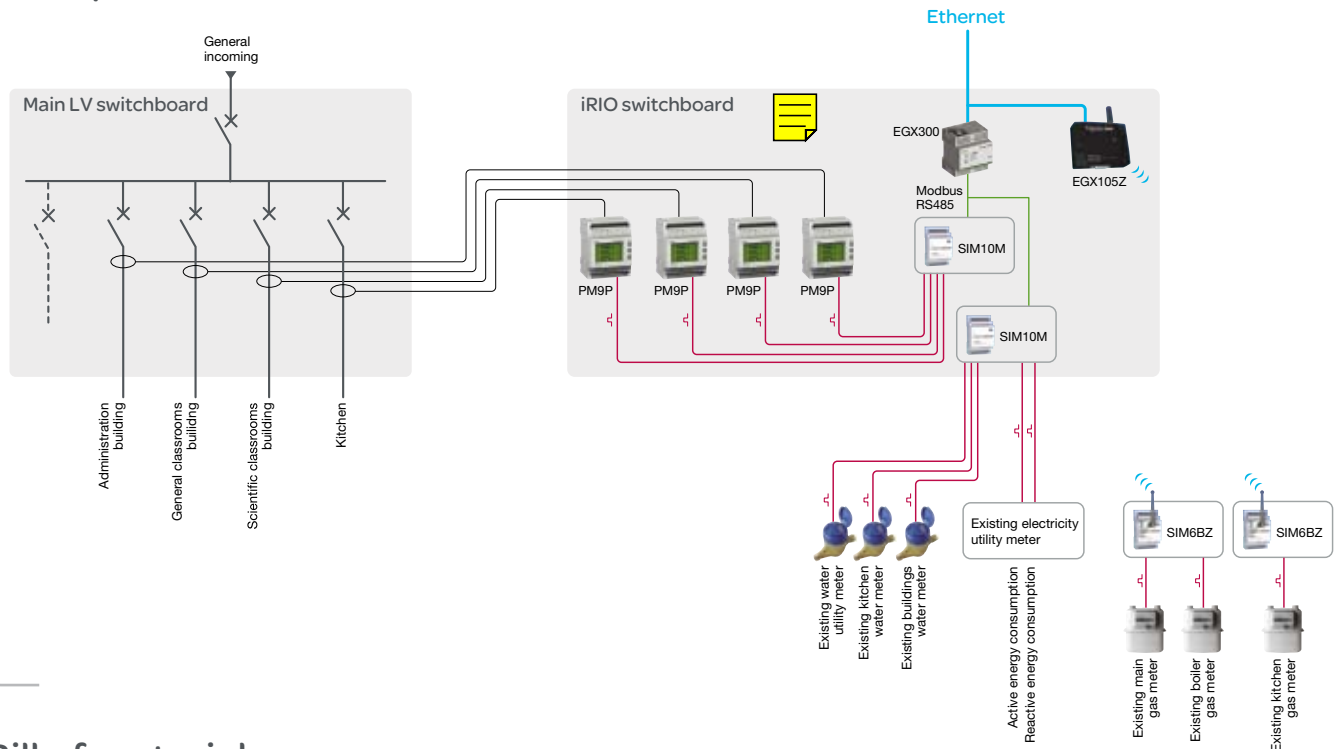 Ethernet
General
incoming
Main LV switchboard
iRIO switchboard
EGX300
EGX105Z
Modbus
RS485
SIM10M
PM9P
PM9P
PM9P
PM9P
SIM10M
Administration
building
General classrooms
builidng
Scientific classrooms
building
Kitchen
Existing electricity
utility meter
SIM6BZ
SIM6BZ
Existing water
utility meter
Existing kitchen
water meter
Existing buildings
water meter
Active energy consumption
Reactive energy consumption
Existing main
gas meter
Existing boiler
gas meter
Existing kitchen
gas meter